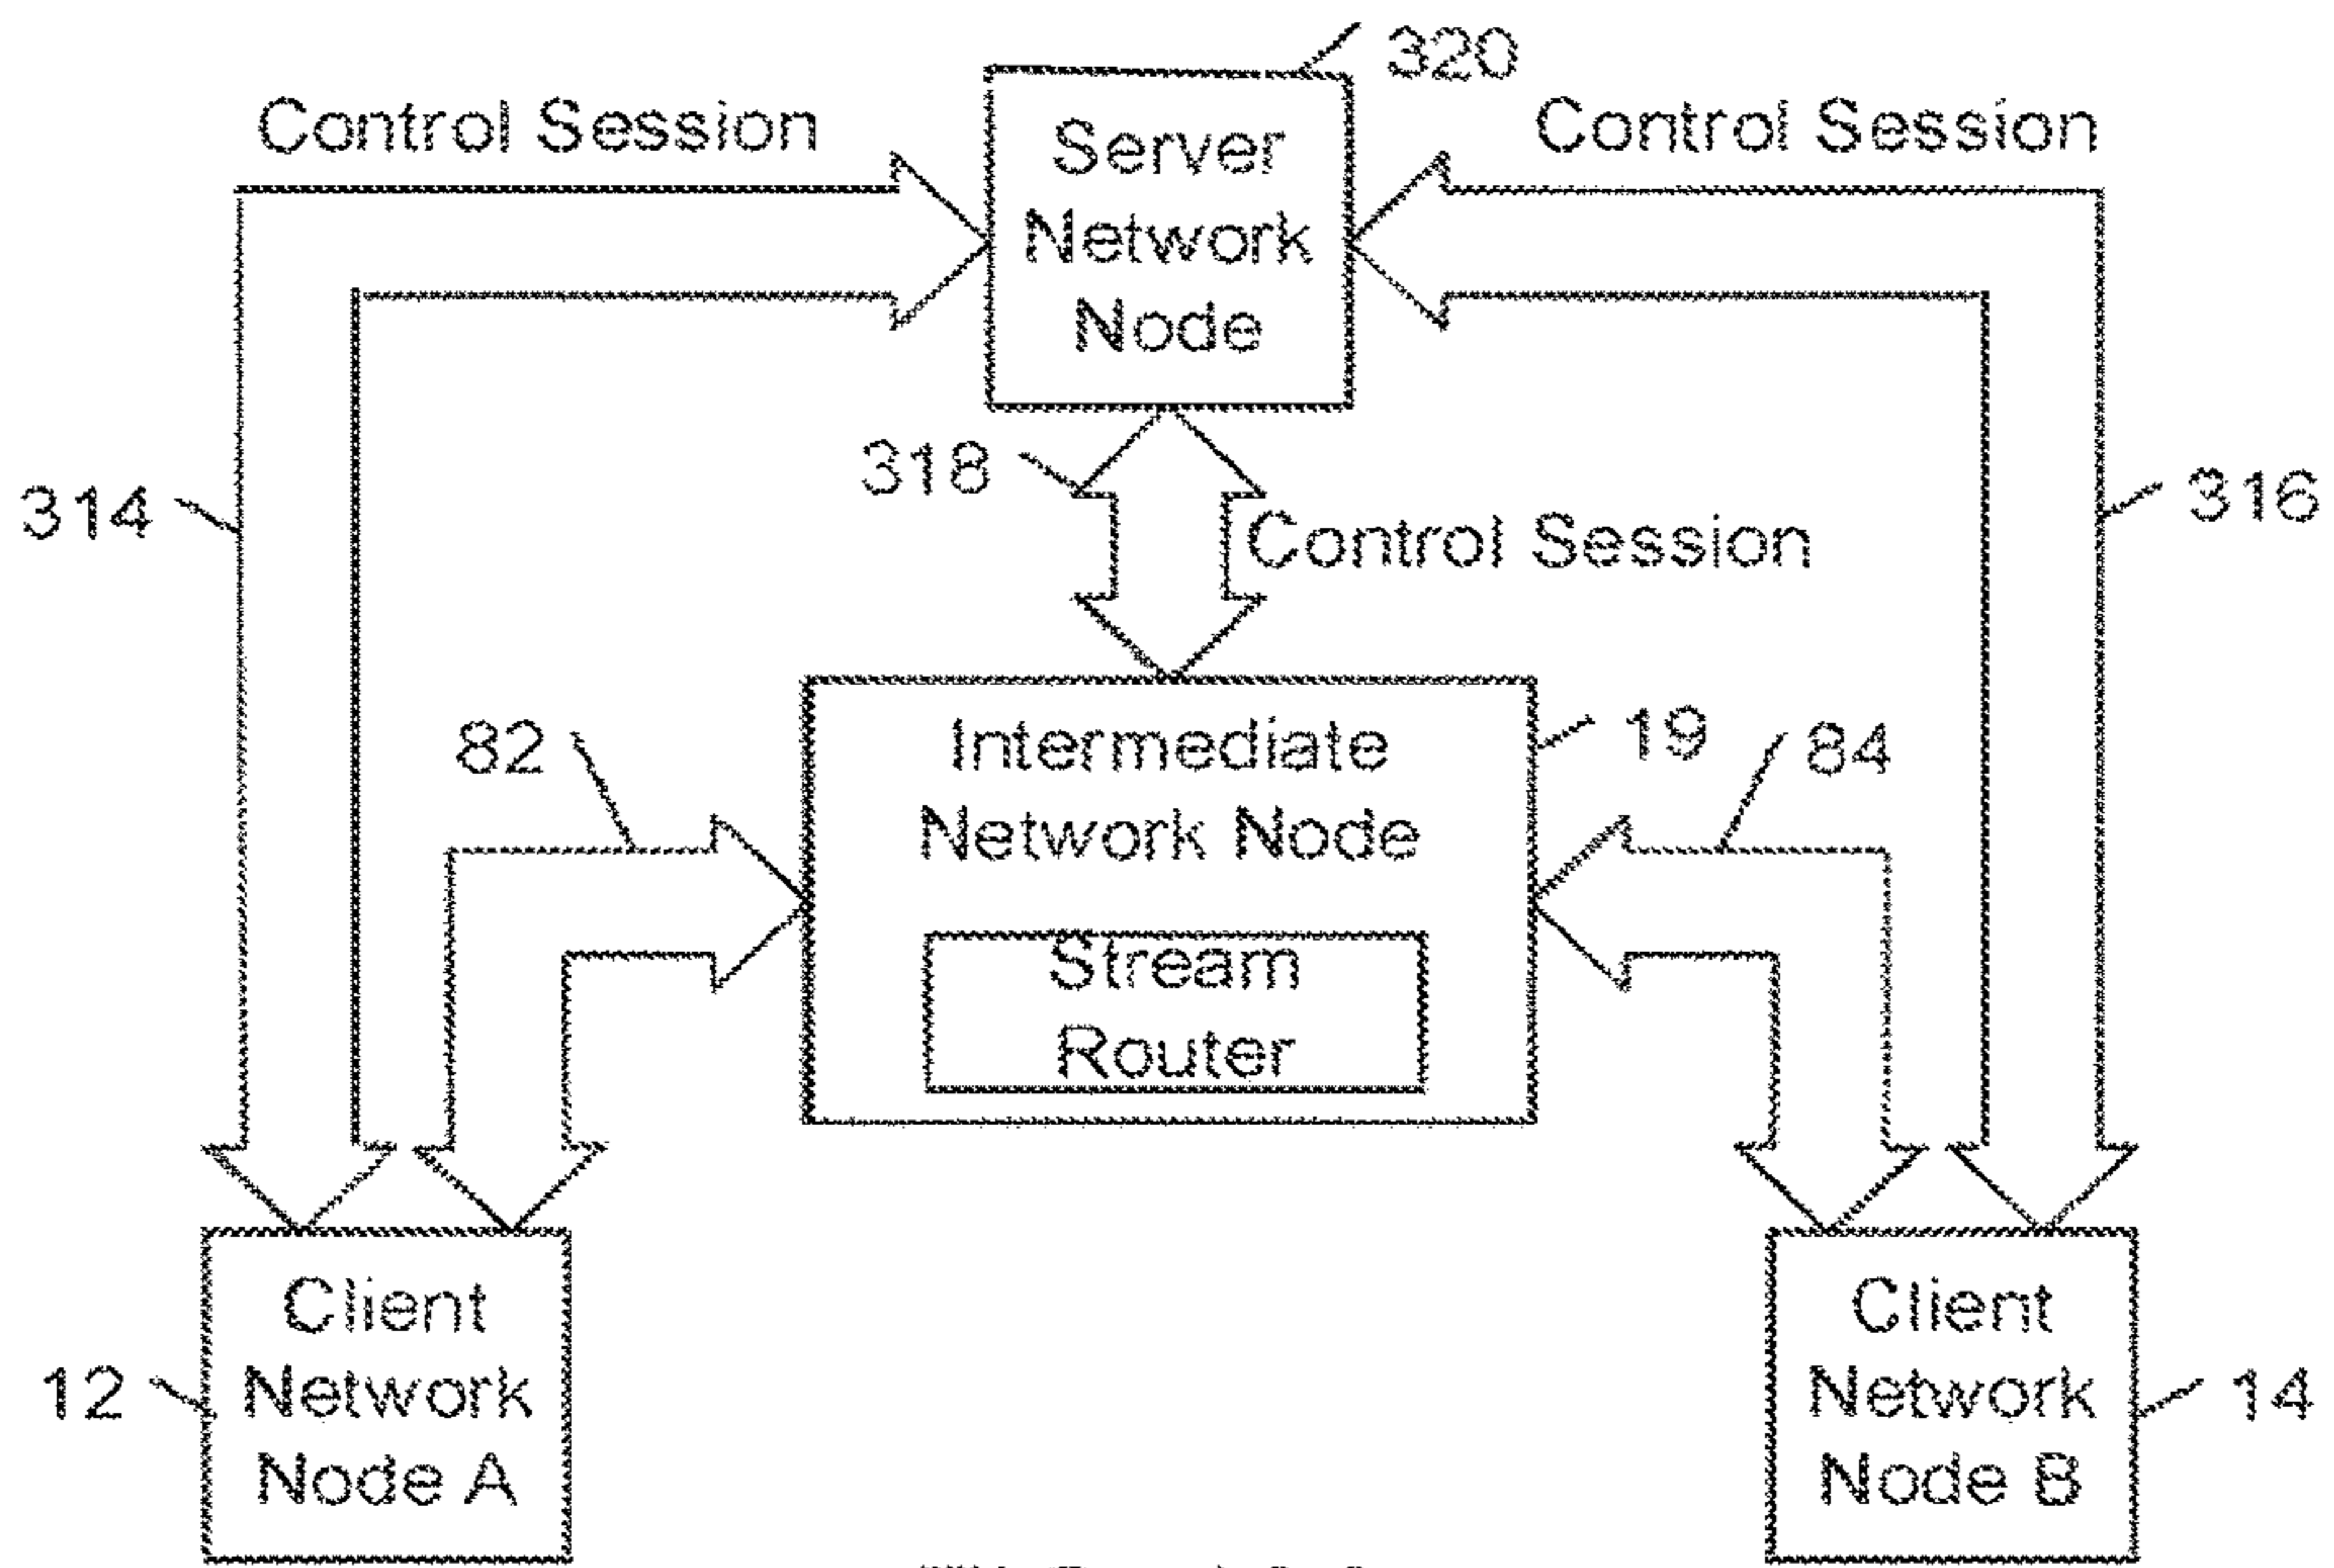 320
Control Session
Server
Network
Node
Control Session
318
314
316
Control Session
82
Intermediate
Network Node
19
84
Stream
Router
Client
Network
Node A
12
Client
Network
Node B
14